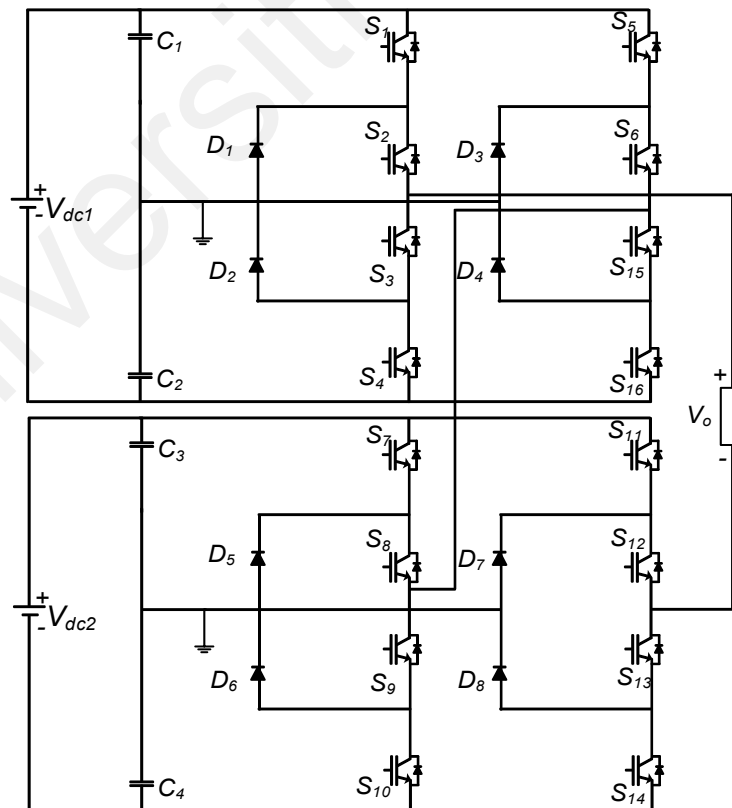 S1
S5
C1
S2
S6
D1
D3
+
-
Vdc1
D2
S3
D4
S15
C2
S4
S16
+
Vo
-
C3
S7
S11
D5
S8
D7
S12
+
-
Vdc2
D6
S9
D8
S13
C4
S10
S14